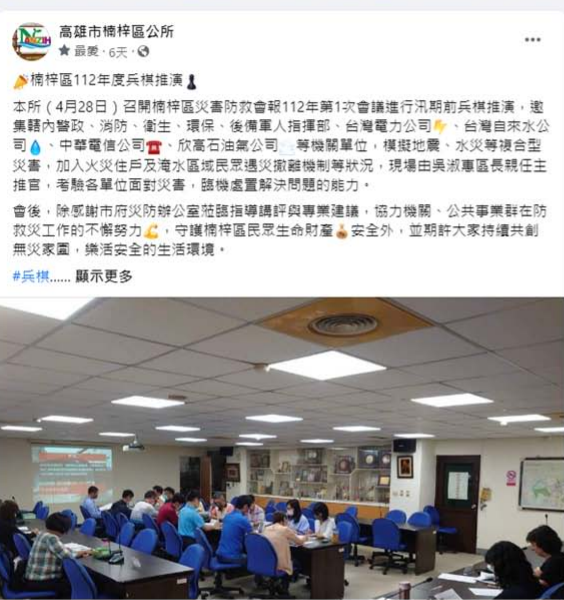 高雄市楠梓區公所
最愛 · 6天 ·
楠梓區112年度兵棋推演
本所（4月28日）召開楠梓區災害防救會報112年第1次會議進行汛期前兵棋推演，邀
集轄內警政、消防、衛生、環保、後備軍人指揮部、台灣電力公司、台灣自來水公
司、中華電信公司、欣高石油氣公司 等機關單位，模擬地震、水災等複合型
災害，加入火災住戶及淹水區域民眾遇災撤離機制等狀況，現場由吳淑惠區長親任主
推官，考驗各單位面對災害，臨機處置解決問題的能力。
會後，除感謝市府災防辦公室蒞臨指導講評與專業建議，協力機關、公共事業群在防
救災工作的不懈努力，守護楠梓區民眾生命財產安全外，並期許大家持續共創
無災家園，樂活安全的生活環境。
#兵棋...... 顯示更多